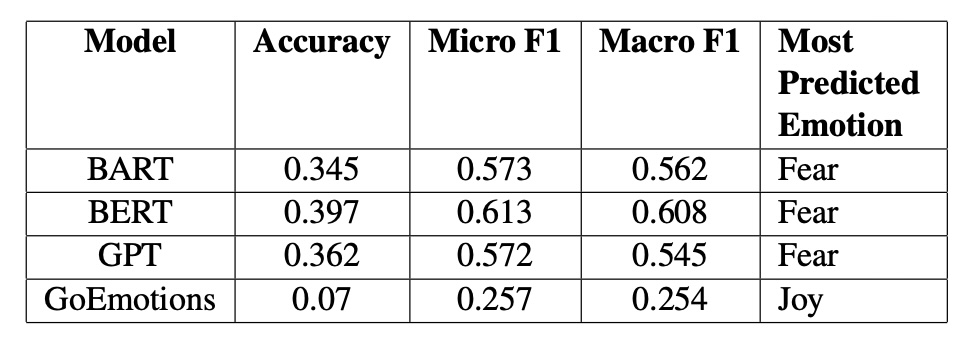 Model Accuracy Micro F1 Macro F1 Most
Predicted
Emotion
BART 0.345 0.573 0.562 Fear
BERT 0.397 0.613 0.608 Fear
GPT 0.362 0.572 0.545 Fear
GoEmotions 0.07 0.257 0.254 Joy